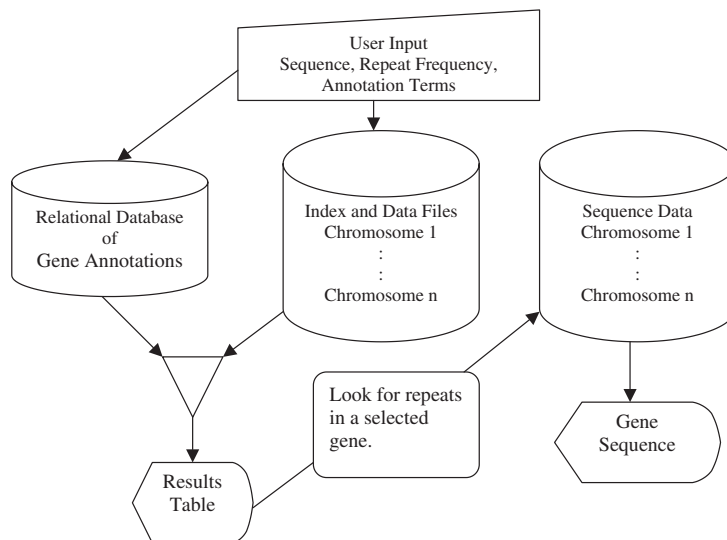 User Input
Sequence, Repeat Frequency,
Annotation Terms
Relational Database
of
Gene Annotations
Index and Data Files
Chromosome 1
:
:
Chromosome n
Sequence Data
Chromosome 1
:
:
Chromosome n
Look for repeats
in a selected
gene.
Gene
Sequence
Results
Table